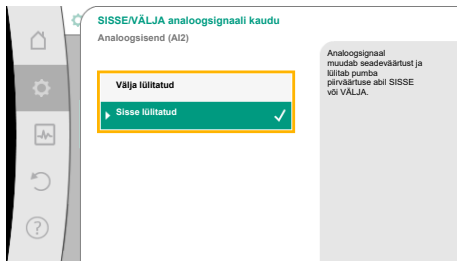 SISSE/VÄLJA analoogsignaali kaudu
Analoogsisend (AI2)
Välja lülitatud
Sisse lülitatud
Analoogsignaal
muudab seadeväärtust ja
lülitab pumba
piirväärtuse abil SISSE
või VÄLJA.
?